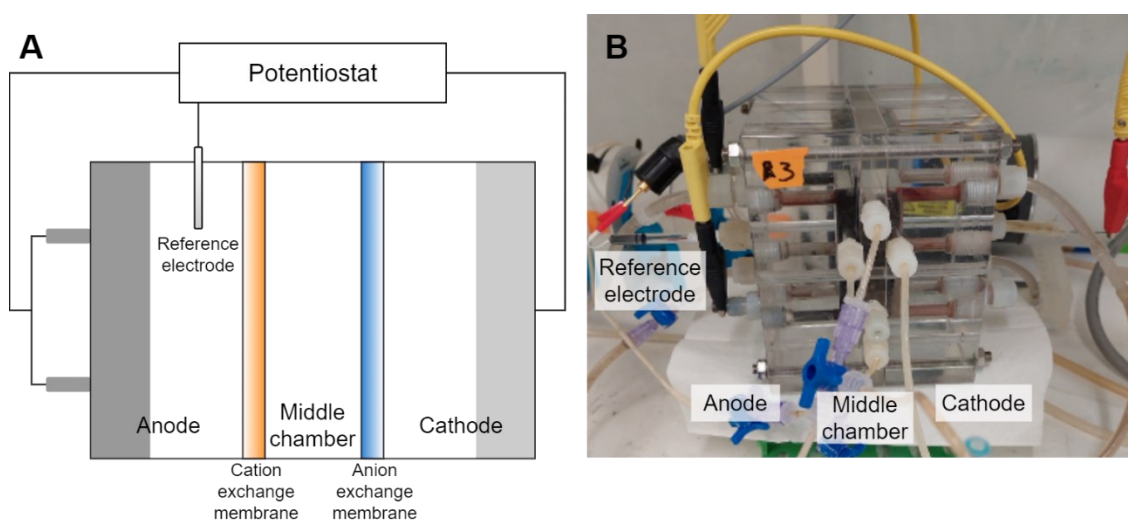 A
Potentiostat
Reference
electrode
Anode
Middle
chamber
Cathode
Cation
exchange
membrane
Anion
exchange
membrane
B
R3
Reference
electrode
Anode
Middle
chamber
Cathode